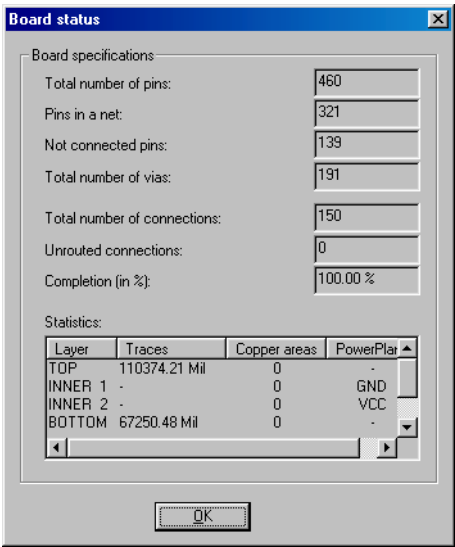 Board status
Board specifications
Total number of pins: 460
Pins in a net: 321
Not connected pins: 139
Total number of vias: 191
Total number of connections: 150
Unrouted connections: 0
Completion (in %): 100.00 %
Statistics:
Layer Traces Copper areas PowerPlar
TOP 110374.21 Mil 0 -
INNER 1 - 0 GND
INNER 2 - 0 VCC
BOTTOM 67250.48 Mil 0 -
OK